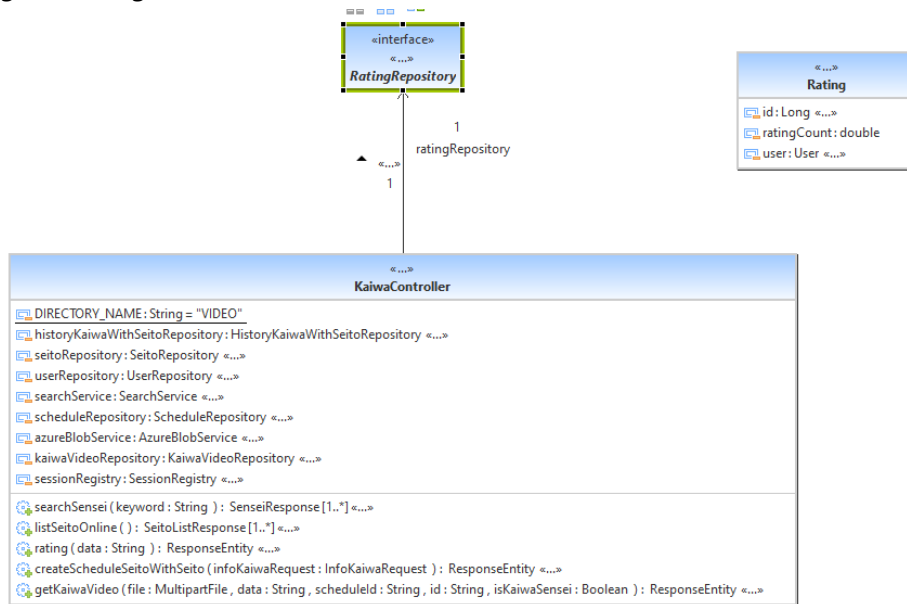 «interface»
«...»
RatingRepository
«...»
Rating
id : Long «...»
ratingCount : double
user : User «...»
1
ratingRepository
«...»
1
«...»
KaiwaController
DIRECTORY_NAME : String = "VIDEO"
historyKaiwaWithSeitoRepository : HistoryKaiwaWithSeitoRepository «...»
seitoRepository : SeitoRepository «...»
userRepository : UserRepository «...»
searchService : SearchService «...»
scheduleRepository : ScheduleRepository «...»
azureBlobService : AzureBlobService «...»
kaiwaVideoRepository : KaiwaVideoRepository «...»
sessionRegistry : SessionRegistry «...»
searchSensei ( keyword : String ) : SenseiResponse [1..*] «...»
listSeitoOnline ( ) : SeitoListResponse [1..*] «...»
rating ( data : String ) : ResponseEntity «...»
createScheduleSeitoWithSeito ( infoKaiwaRequest : InfoKaiwaRequest ) : ResponseEntity «...»
getKaiwaVideo ( file : MultipartFile , data : String , scheduleId : String , id : String , isKaiwaSensei : Boolean ) : ResponseEntity «...»